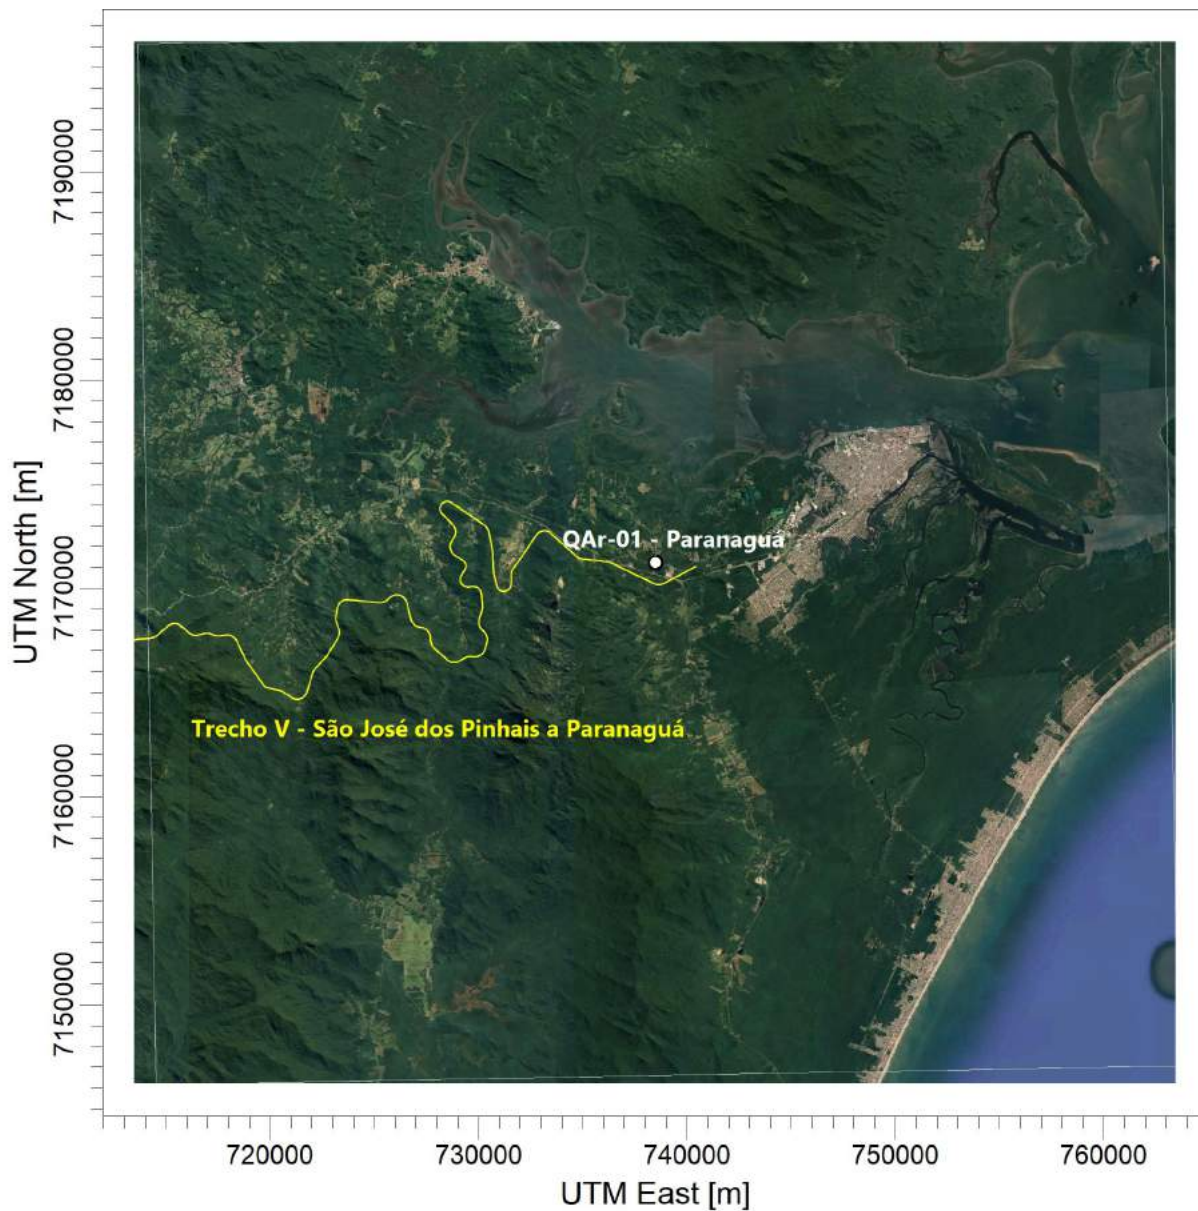 7190000
7180000
7170000
7160000
7150000
UTM North [m]
QAr-01 - Paranaguá
Trecho V - São José dos Pinhais a Paranaguá
720000
730000
740000
750000
760000
UTM East [m]